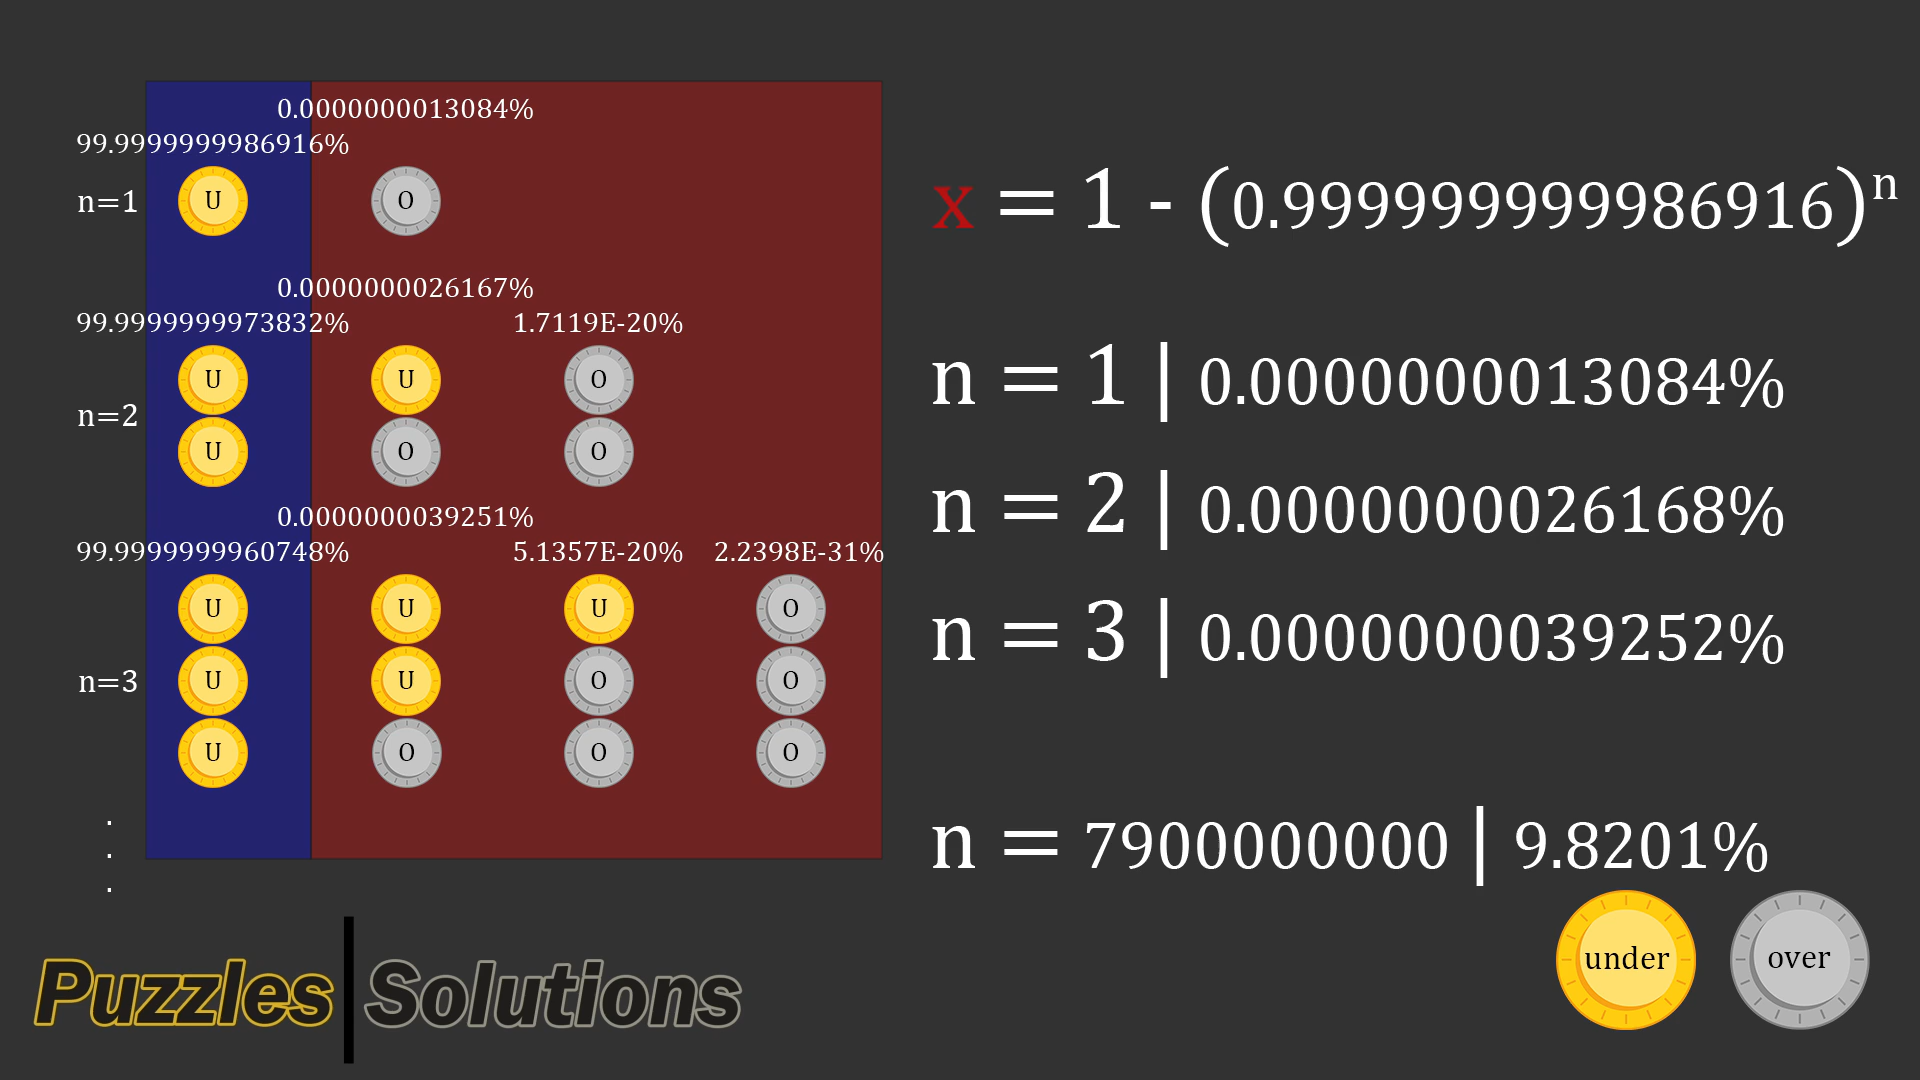 0.0000000013084%
99.9999999986916%
n=1
U
O
0.0000000026167%
99.9999999973832%
1.7119E-20%
U
U
O
n=2
U
O
O
0.0000000039251%
99.9999999960748%
5.1357E-20%
2.2398E-31%
U
U
U
O
n=3
U
U
O
O
U
O
O
O
.
.
.
x = 1 - (0.999999999986916)n
n = 1 | 0.0000000013084%
n = 2 | 0.0000000026168%
n = 3 | 0.0000000039252%
n = 7900000000 | 9.8201%
under
over
Puzzles | Solutions